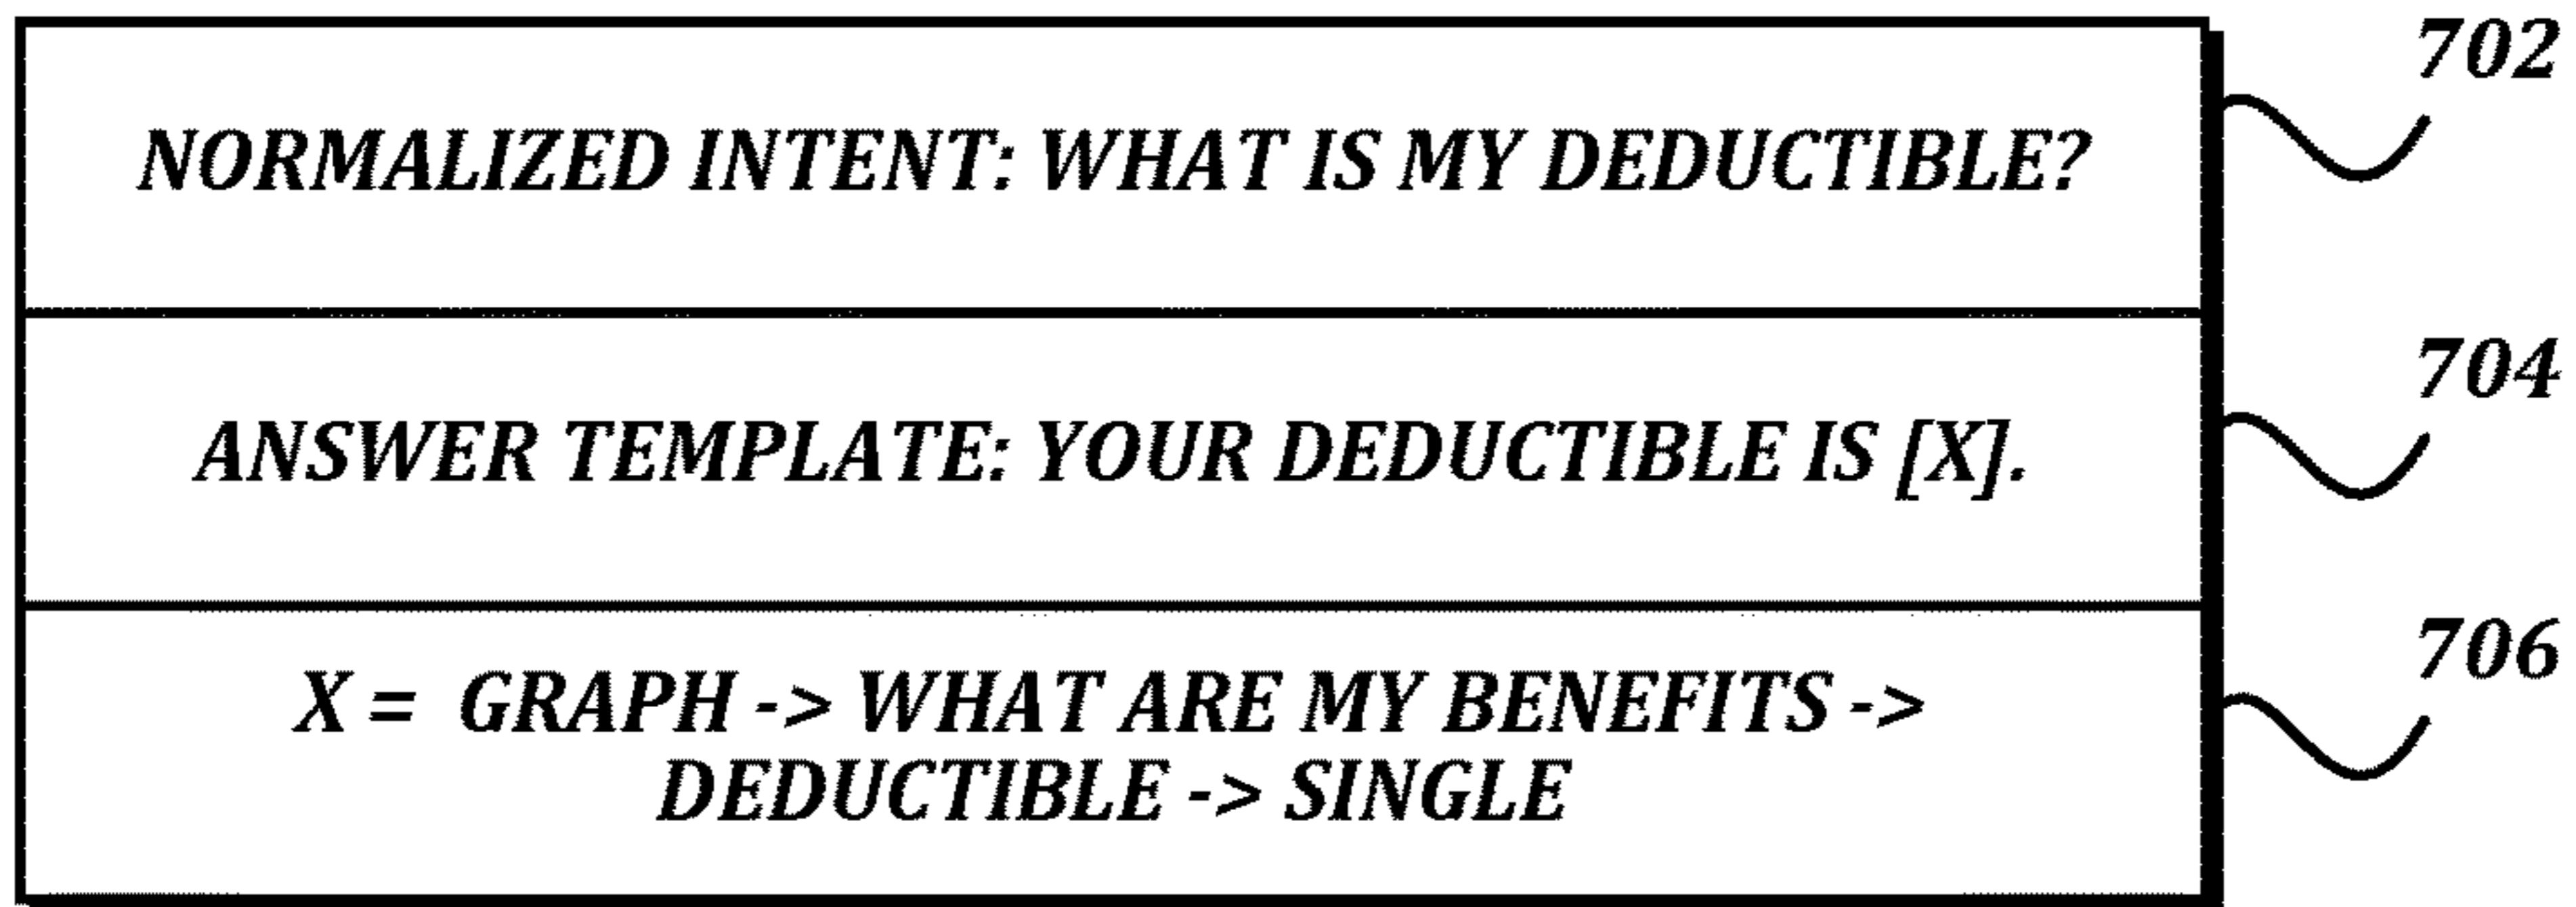 702
NORMALIZED INTENT: WHAT IS MY DEDUCTIBLE?
704
ANSWER TEMPLATE: YOUR DEDUCTIBLE IS [X].
706
X = GRAPH -> WHAT ARE MY BENEFITS ->
DEDUCTIBLE -> SINGLE